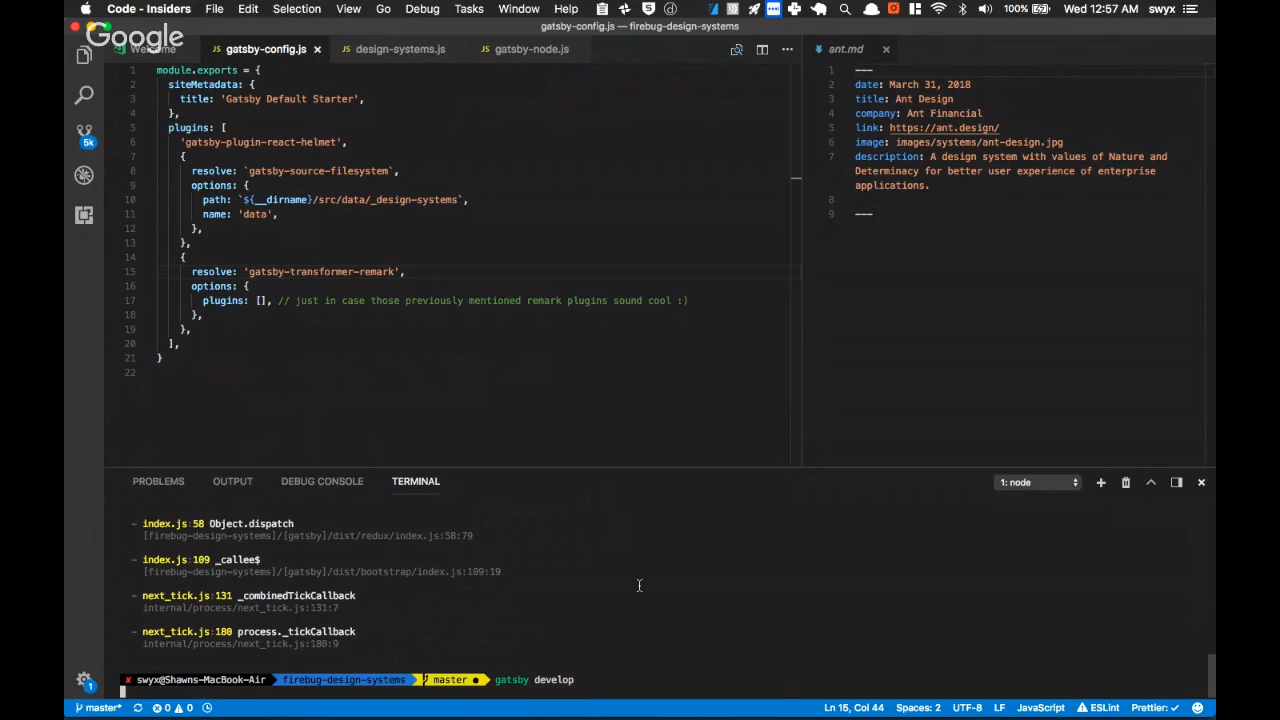 Code - Insiders File Edit Selection View Go Debug Tasks Window Help 100% Wed 12:57 AM swyx
gatsby-config.js — firebug-design-systems
Google
Welcome gatsby-config.js design-systems.js gatsby-node.js ant.md
1 module.exports = {
2 siteMetadata: {
3 title: 'Gatsby Default Starter',
4 },
5 plugins: [
6 'gatsby-plugin-react-helmet',
7 {
8 resolve: `gatsby-source-filesystem`,
9 options: {
10 path: `${__dirname}/src/data/_design-systems`,
11 name: 'data',
12 },
13 },
14 {
15 resolve: 'gatsby-transformer-remark',
16 options: {
17 plugins: [], // just in case those previously mentioned remark plugins sound cool :)
18 },
19 },
20 ],
21 }
22
1 ---
2 date: March 31, 2018
3 title: Ant Design
4 company: Ant Financial
5 link: https://ant.design/
6 image: images/systems/ant-design.jpg
7 description: A design system with values of Nature and
Determinacy for better user experience of enterprise
applications.
8
9 ---
5k
PROBLEMS OUTPUT DEBUG CONSOLE TERMINAL 1: node
- index.js:58 Object.dispatch
[firebug-design-systems]/[gatsby]/dist/redux/index.js:58:79
- index.js:109 _callee$
[firebug-design-systems]/[gatsby]/dist/bootstrap/index.js:109:19
- next_tick.js:131 _combinedTickCallback
internal/process/next_tick.js:131:7
- next_tick.js:180 process._tickCallback
internal/process/next_tick.js:180:9
✘ swyx@Shawns-MacBook-Air firebug-design-systems master ● gatsby develop
1
master* 0 0 Ln 15, Col 44 Spaces: 2 UTF-8 LF JavaScript ESLint Prettier: ✓